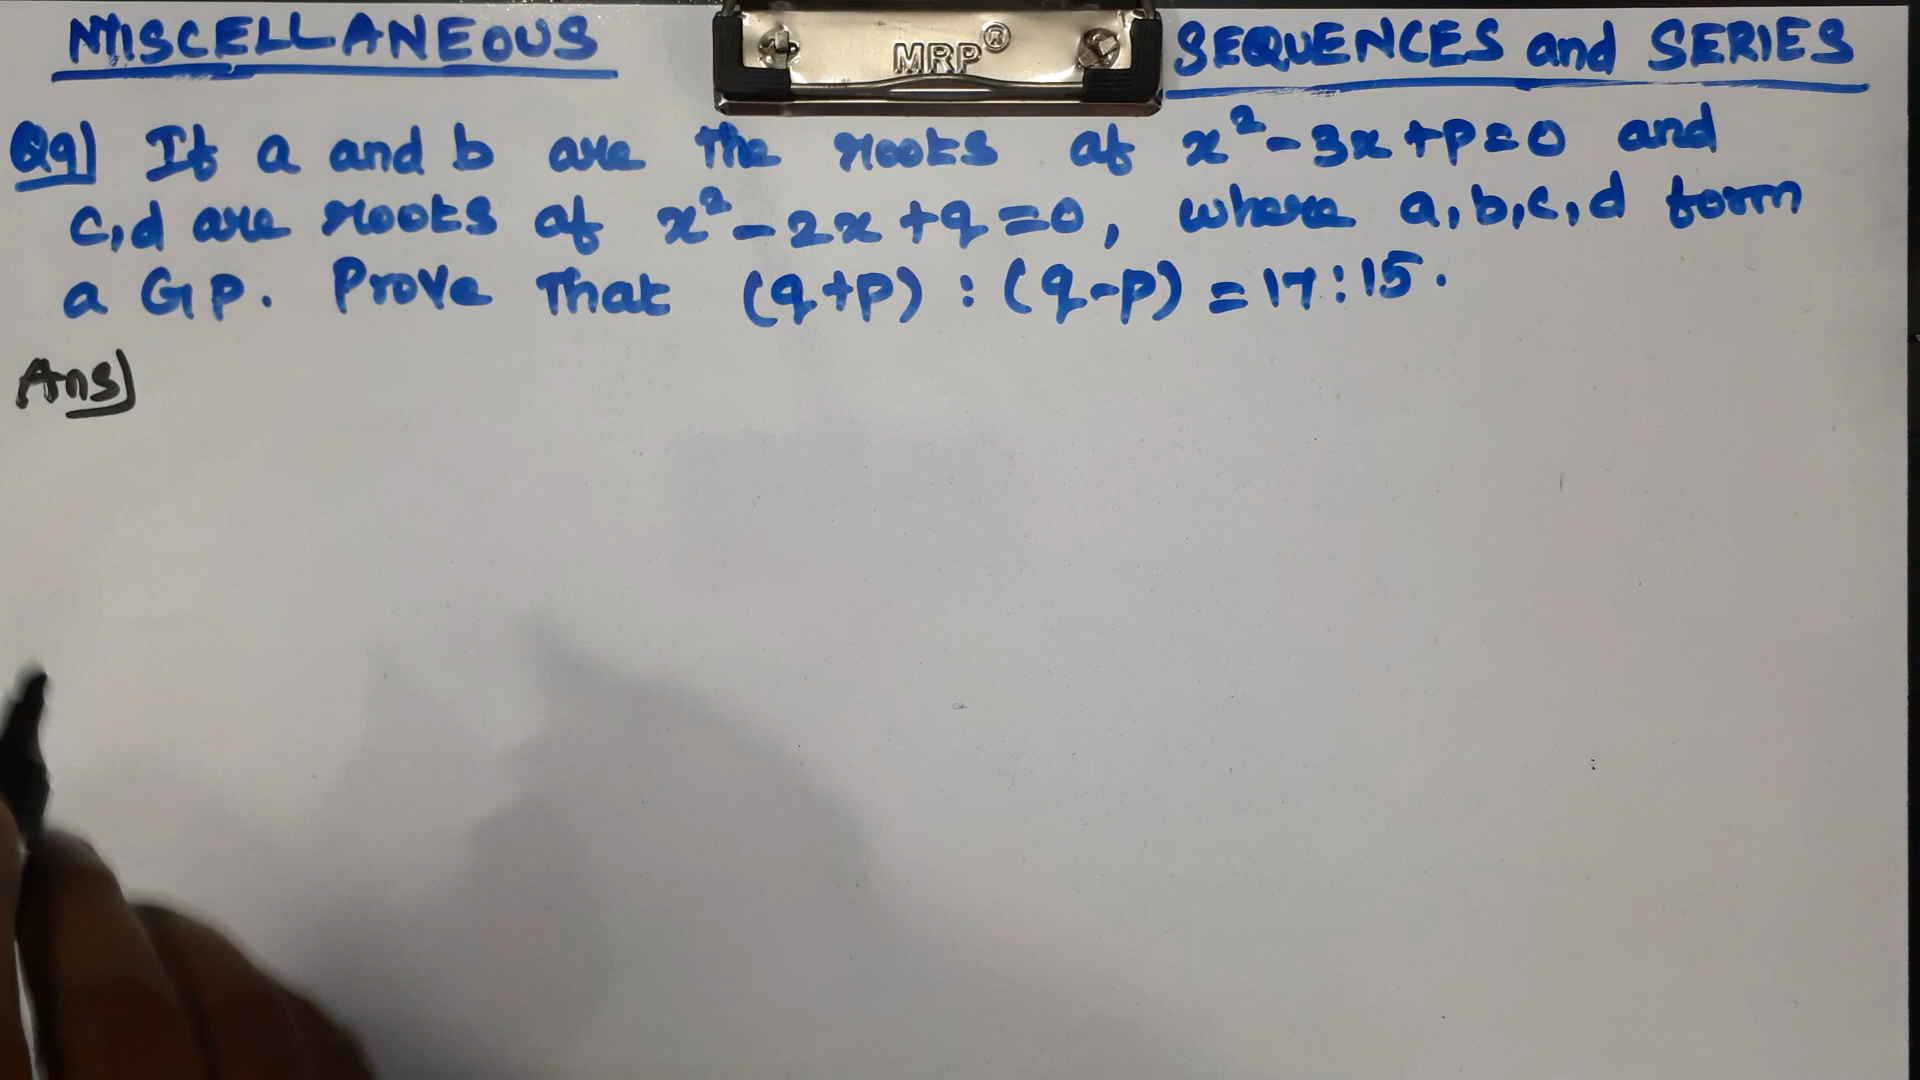 MISCELLANEOUS
MRP®
SEQUENCES and SERIES
Q9) If a and b are the roots of x²-3x+p=0 and
c,d are roots of x²-2x+q=0, where a,b,c,d form
a GP. Prove that (q+p) : (q-p) = 17:15.
Ans)